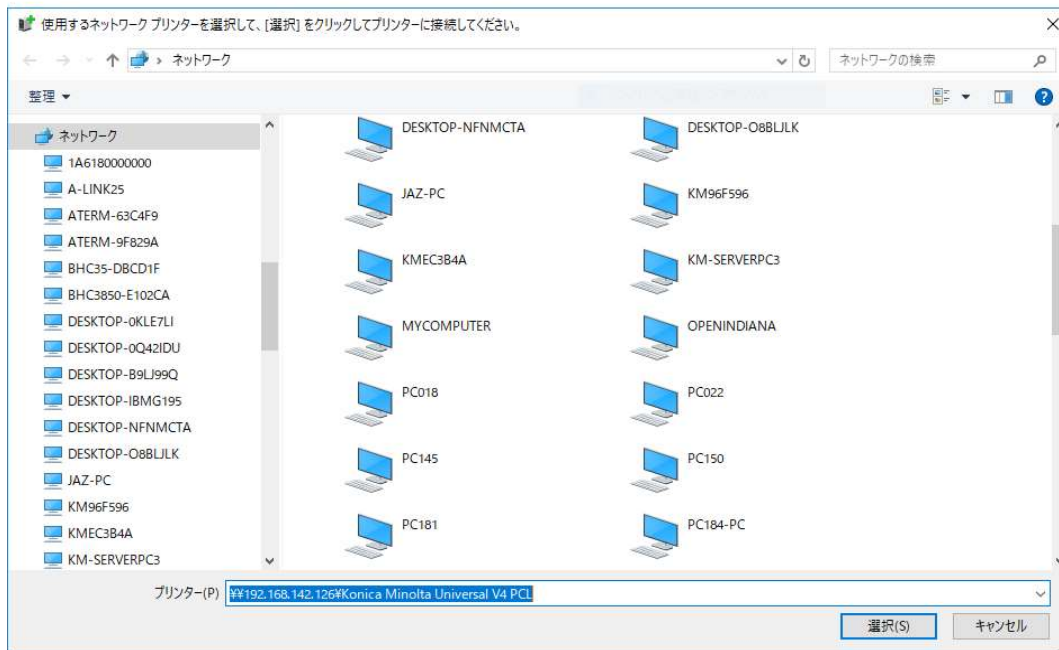 使用するネットワーク プリンターを選択して、[選択] をクリックしてプリンターに接続してください。
ネットワーク
ネットワークの検索
整理
ネットワーク
1A6180000000
A-LINK25
ATERM-63C4F9
ATERM-9F829A
BHC35-DBCD1F
BHC3850-E102CA
DESKTOP-0KLE7LI
DESKTOP-0Q42IDU
DESKTOP-B9LJ99Q
DESKTOP-IBMG195
DESKTOP-NFNMCTA
DESKTOP-O8BLJLK
JAZ-PC
KM96F596
KMEC3B4A
KM-SERVERPC3
DESKTOP-NFNMCTA
DESKTOP-O8BLJLK
JAZ-PC
KM96F596
KMEC3B4A
KM-SERVERPC3
MYCOMPUTER
OPENINDIANA
PC018
PC022
PC145
PC150
PC181
PC184-PC
プリンター(P) ¥¥192.168.142.126¥Konica Minolta Universal V4 PCL
選択(S)
キャンセル